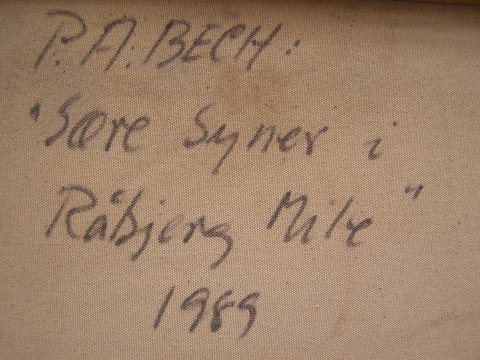 P.A. BECH:
"Sære Syner i
Råbjerg Mile"
1989